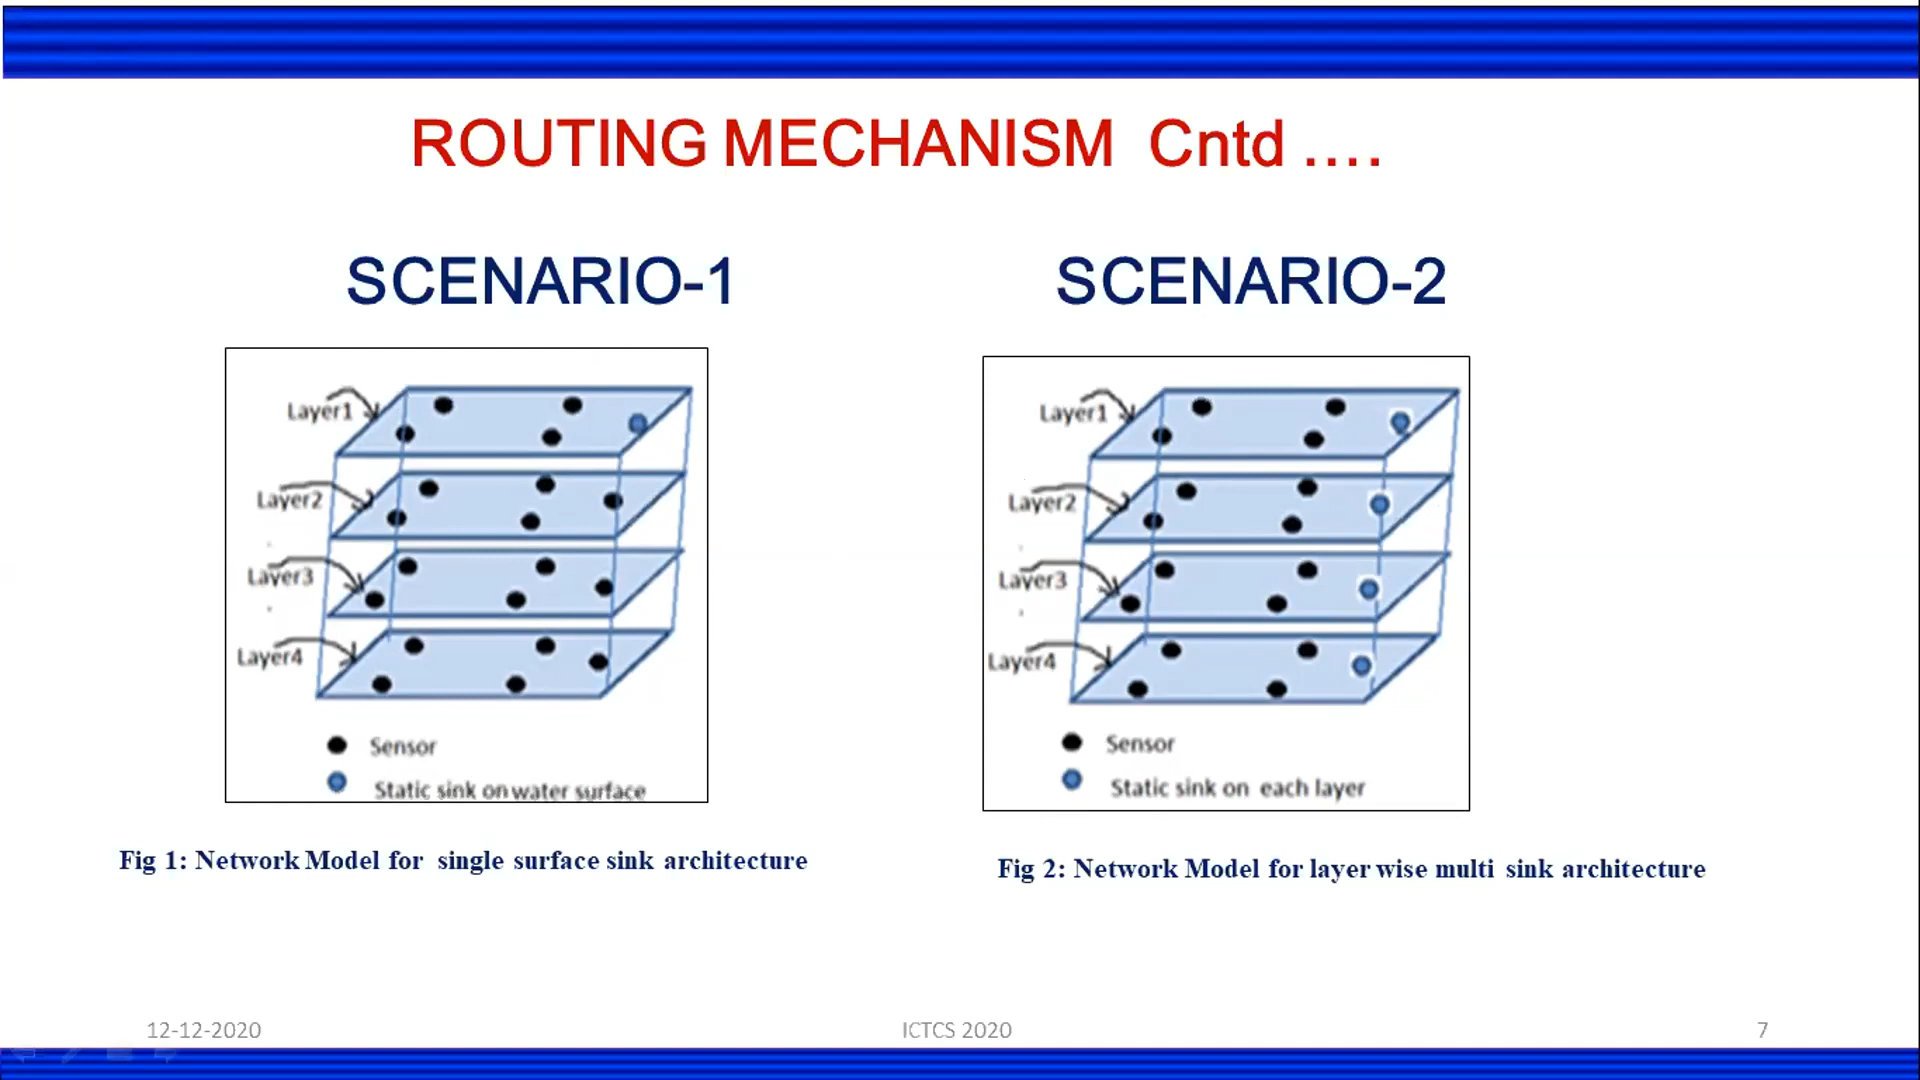 ROUTING MECHANISM Cntd ....
SCENARIO-1
Layer1
Layer2
Layer3
Layer4
Sensor
Static sink on water surface
Fig 1: Network Model for single surface sink architecture
SCENARIO-2
Layer1
Layer2
Layer3
Layer4
Sensor
Static sink on each layer
Fig 2: Network Model for layer wise multi sink architecture
12-12-2020
ICTCS 2020
7